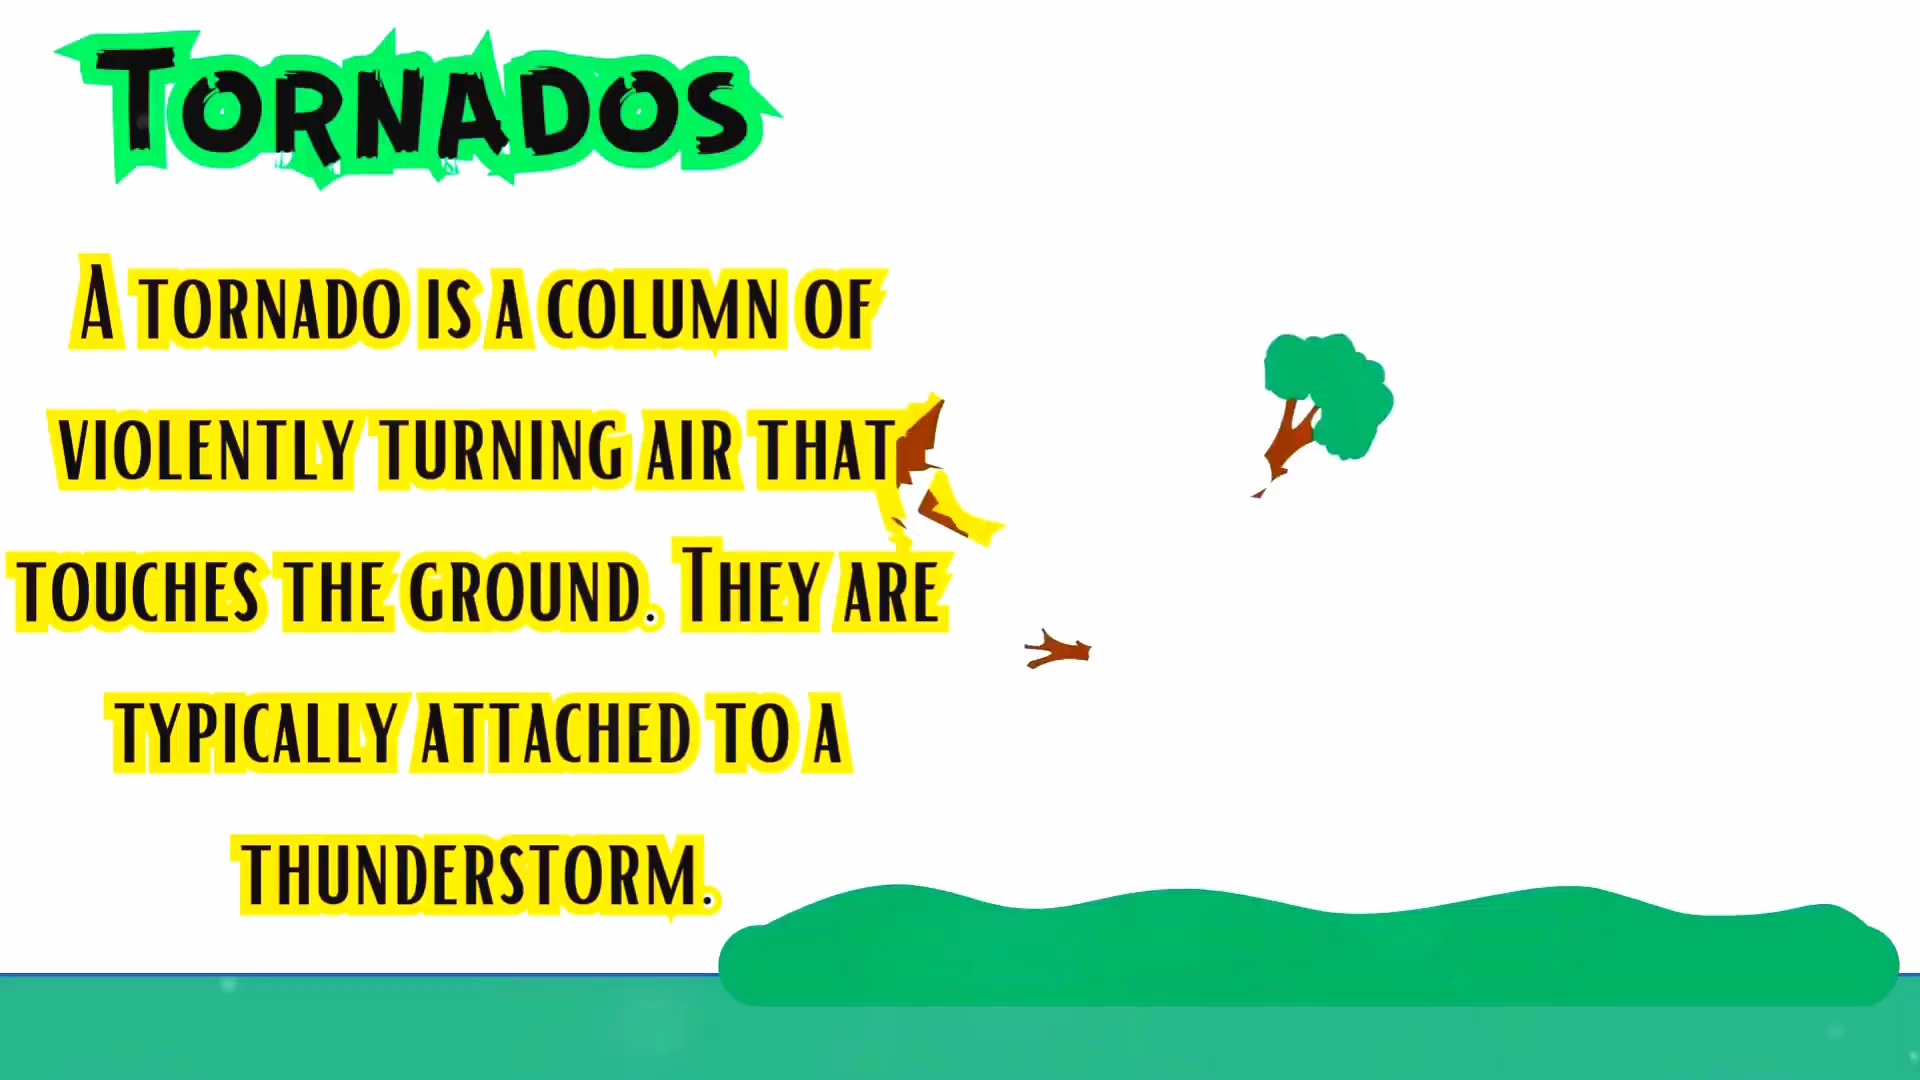 TORNADOS
A TORNADO IS A COLUMN OF
VIOLENTLY TURNING AIR THAT
TOUCHES THE GROUND. THEY ARE
TYPICALLY ATTACHED TO A
THUNDERSTORM.